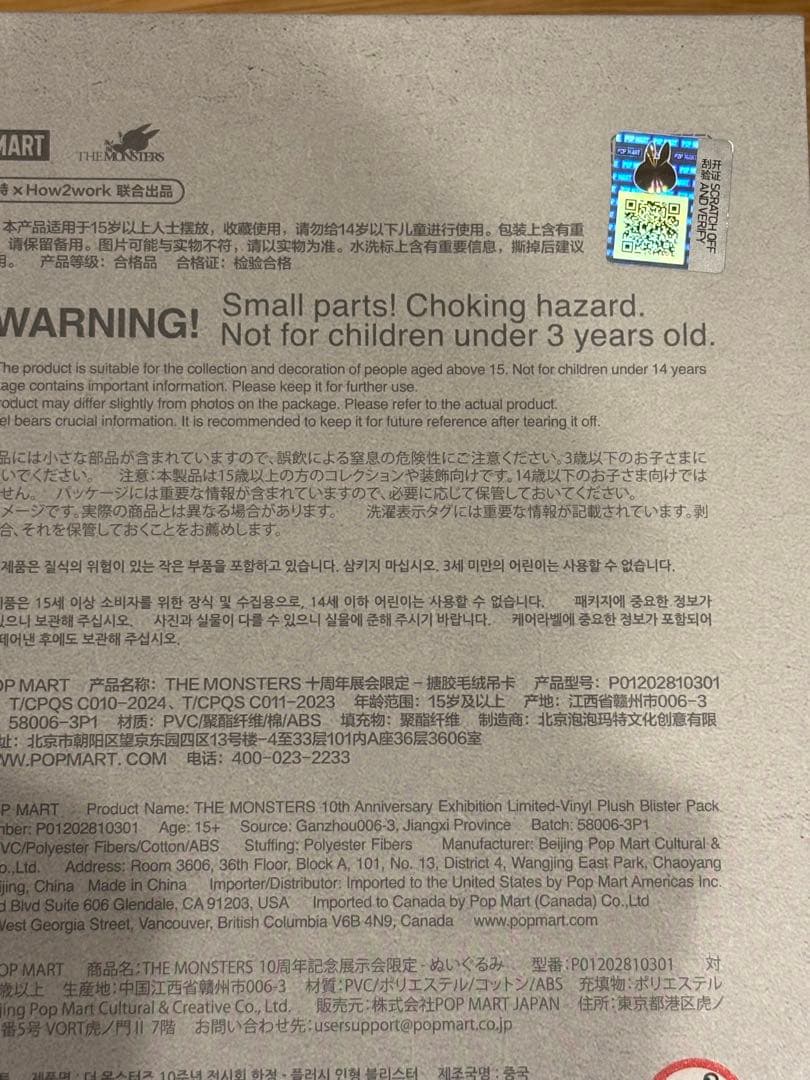 MART THE MONSTERS
POP MART POP MART
刮开验证 SCRATCH OFF AND VERIFY
特 × How2work 联合出品
本产品适用于15岁以上人士摆放，收藏使用，请勿给14岁以下儿童进行使用。包装上含有重
请保留备用。图片可能与实物不符，请以实物为准。水洗标上含有重要信息，撕掉后建议
用。 产品等级：合格品 合格证：检验合格
WARNING! Small parts! Choking hazard.
Not for children under 3 years old.
The product is suitable for the collection and decoration of people aged above 15. Not for children under 14 years
age contains important information. Please keep it for further use.
roduct may differ slightly from photos on the package. Please refer to the actual product.
el bears crucial information. It is recommended to keep it for future reference after tearing it off.
品には小さな部品が含まれていますので、誤飲による窒息の危険性にご注意ください。3歳以下のお子さまに
いでください。 注意：本製品は15歳以上の方のコレクションや装飾向けです。14歳以下のお子さま向けでは
せん。 パッケージには重要な情報が含まれていますので、必要に応じて保管しておいてください。
メージです。実際の商品とは異なる場合があります。 洗濯表示タグには重要な情報が記載されています。剥
合、それを保管しておくことをお薦めします。
제품은 질식의 위험이 있는 작은 부품을 포함하고 있습니다. 삼키지 마십시오. 3세 미만의 어린이는 사용할 수 없습니다.
제품은 15세 이상 소비자를 위한 장식 및 수집용으로, 14세 이하 어린이는 사용할 수 없습니다. 패키지에 중요한 정보가
있으니 보관해 주십시오. 사진과 실물이 다를 수 있으니 실물에 준해 주시기 바랍니다. 케어라벨에 중요한 정보가 포함되어
떼어낸 후에도 보관해 주십시오.
OP MART 产品名称：THE MONSTERS 十周年展会限定－搪胶毛绒吊卡 产品型号：P01202810301
T/CPQS C010-2024、T/CPQS C011-2023 年龄范围：15岁及以上 产地：江西省赣州市006-3
58006-3P1 材质：PVC/聚酯纤维/棉/ABS 填充物：聚酯纤维 制造商：北京泡泡玛特文化创意有限
址：北京市朝阳区望京东园四区13号楼-4至33层101内A座36层3606室
WW.POPMART.COM 电话：400-023-2233
OP MART Product Name: THE MONSTERS 10th Anniversary Exhibition Limited-Vinyl Plush Blister Pack
mber: P01202810301 Age: 15+ Source: Ganzhou006-3, Jiangxi Province Batch: 58006-3P1
VC/Polyester Fibers/Cotton/ABS Stuffing: Polyester Fibers Manufacturer: Beijing Pop Mart Cultural &
o.,Ltd. Address: Room 3606, 36th Floor, Block A, 101, No. 13, District 4, Wangjing East Park, Chaoyang
ijing, China Made in China Importer/Distributor: Imported to the United States by Pop Mart Americas Inc.
d Blvd Suite 606 Glendale, CA 91203, USA Imported to Canada by Pop Mart (Canada) Co.,Ltd
West Georgia Street, Vancouver, British Columbia V6B 4N9, Canada www.popmart.com
OP MART 商品名：THE MONSTERS 10周年記念展示会限定 - ぬいぐるみ 型番：P01202810301 対
歳以上 生産地：中国江西省赣州市006-3 材質：PVC/ポリエステル/コットン/ABS 充填物：ポリエステル
ijing Pop Mart Cultural & Creative Co., Ltd. 販売元：株式会社POP MART JAPAN 住所：東京都港区虎ノ
番5号 VORT虎ノ門Ⅱ 7階 お問い合わせ先：usersupport@popmart.co.jp
제품명 : 더 몬스터즈 10주년 전시회 한정 - 플러시 인형 블리스터 제조국명 : 중국